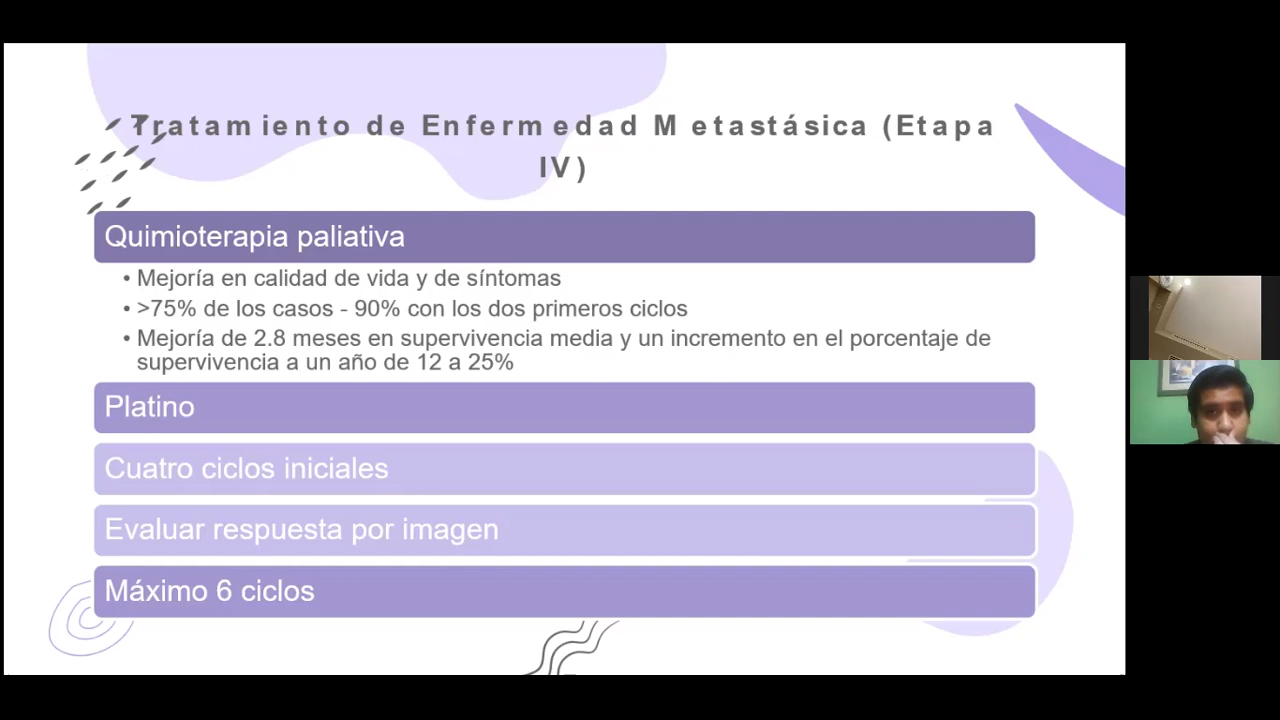 Tratamiento de Enfermedad Metastásica (Etapa
IV)
Quimioterapia paliativa
• Mejoría en calidad de vida y de síntomas
• >75% de los casos - 90% con los dos primeros ciclos
• Mejoría de 2.8 meses en supervivencia media y un incremento en el porcentaje de
supervivencia a un año de 12 a 25%
Platino
Cuatro ciclos iniciales
Evaluar respuesta por imagen
Máximo 6 ciclos